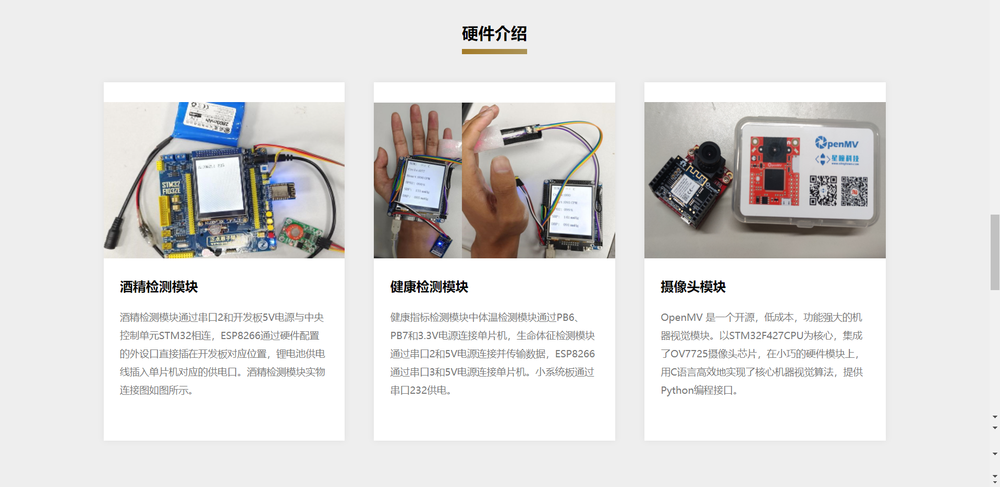 硬件介绍
2800mAh
STM32
F103ZE
Cycle:077
Heart:090 CPM
OpenMV
星瞳科技
酒精检测模块
酒精检测模块通过串口2和开发板5V电源与中央
控制单元STM32相连，ESP8266通过硬件配置
的外设口直接插在开发板对应位置，锂电池供电
线插入单片机对应的供电口。酒精检测模块实物
连接图如图所示。
健康检测模块
健康指标检测模块中体温检测模块通过PB6、
PB7和3.3V电源连接单片机，生命体征检测模块
通过串口2和5V电源连接并传输数据，ESP8266
通过串口3和5V电源连接单片机。小系统板通过
串口232供电。
摄像头模块
OpenMV 是一个开源，低成本，功能强大的机
器视觉模块。以STM32F427CPU为核心，集成
了OV7725摄像头芯片，在小巧的硬件模块上，
用C语言高效地实现了核心机器视觉算法，提供
Python编程接口。